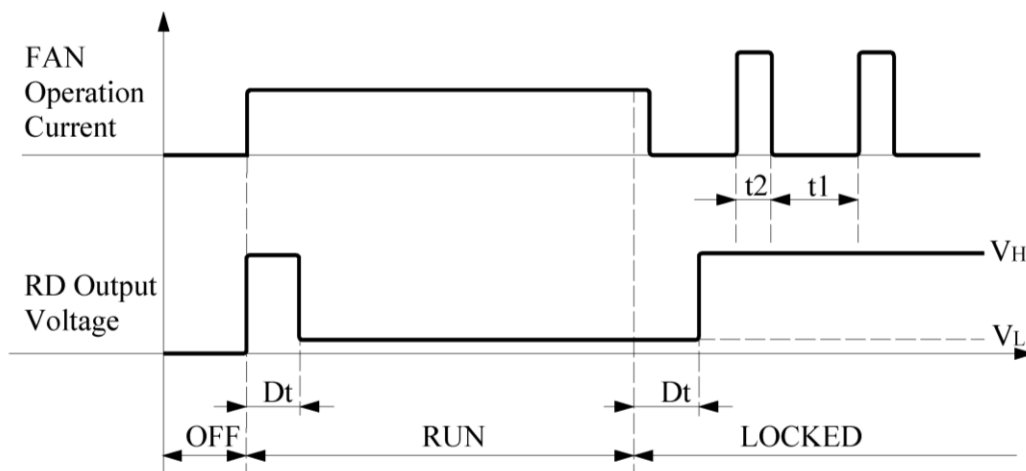 FAN
Operation
Current
t2
t1
VH
RD Output
Voltage
VL
Dt
Dt
OFF
RUN
LOCKED